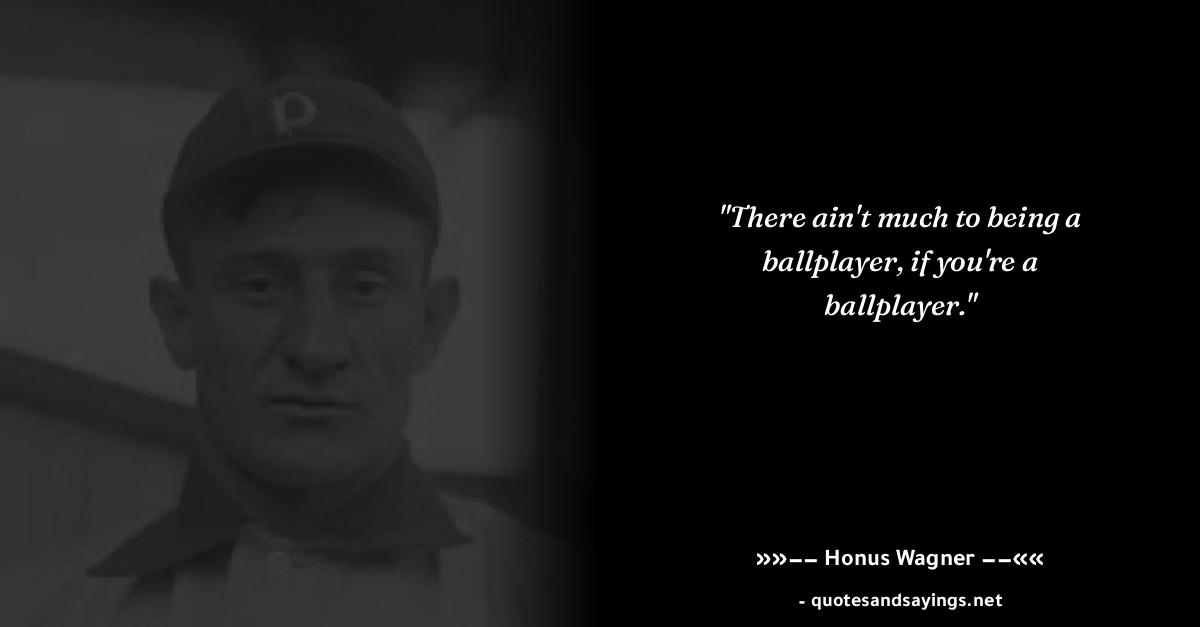 P
"There ain't much to being a
ballplayer, if you're a
ballplayer."
»»–– Honus Wagner ––««
- quotesandsayings.net